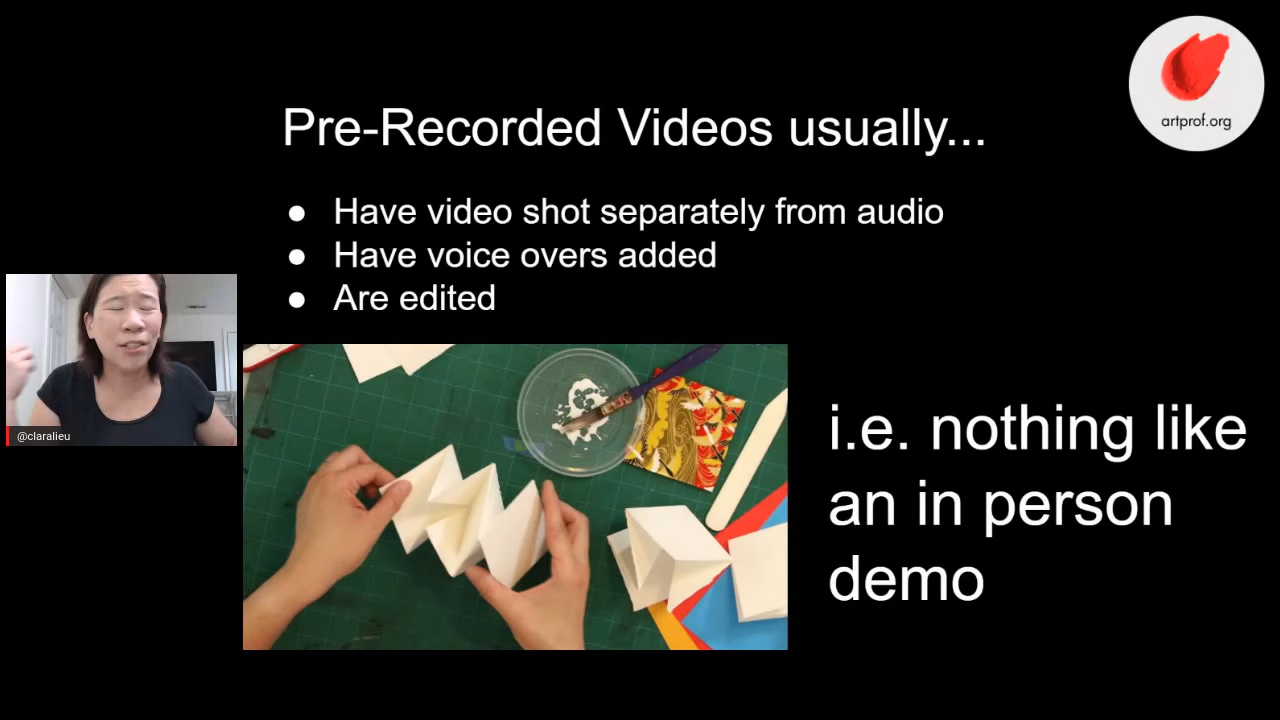 artprof.org
Pre-Recorded Videos usually...
● Have video shot separately from audio
● Have voice overs added
● Are edited
@claralieu
i.e. nothing like
an in person
demo